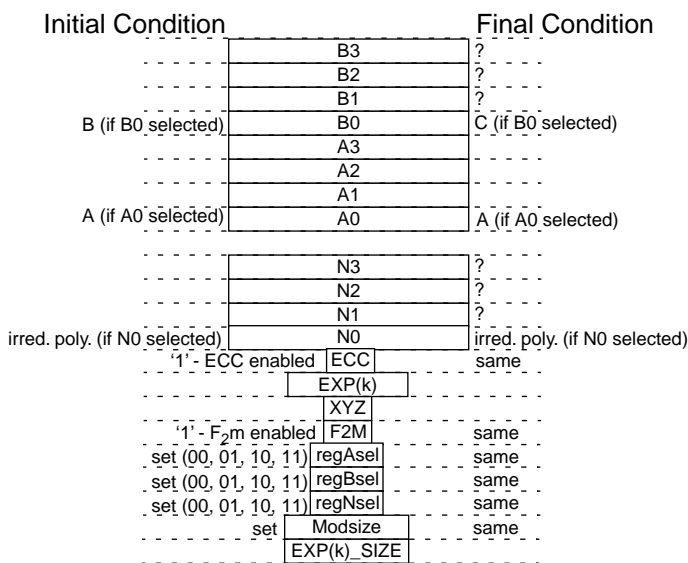 Initial Condition Final Condition
B3 ?
B2 ?
B1 ?
B (if B0 selected) B0 C (if B0 selected)
A3
A2
A1
A (if A0 selected) A0 A (if A0 selected)
N3 ?
N2 ?
N1 ?
irred. poly. (if N0 selected) N0 irred. poly. (if N0 selected)
‘1’ - ECC enabled ECC same
EXP(k)
XYZ
‘1’ - F2m enabled F2M same
set (00, 01, 10, 11) regAsel same
set (00, 01, 10, 11) regBsel same
set (00, 01, 10, 11) regNsel same
set Modsize same
EXP(k)_SIZE